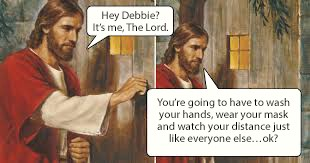 Hey Debbie?
It's me, The Lord.
You're going to have to wash
your hands, wear your mask
and watch your distance just
like everyone else...ok?